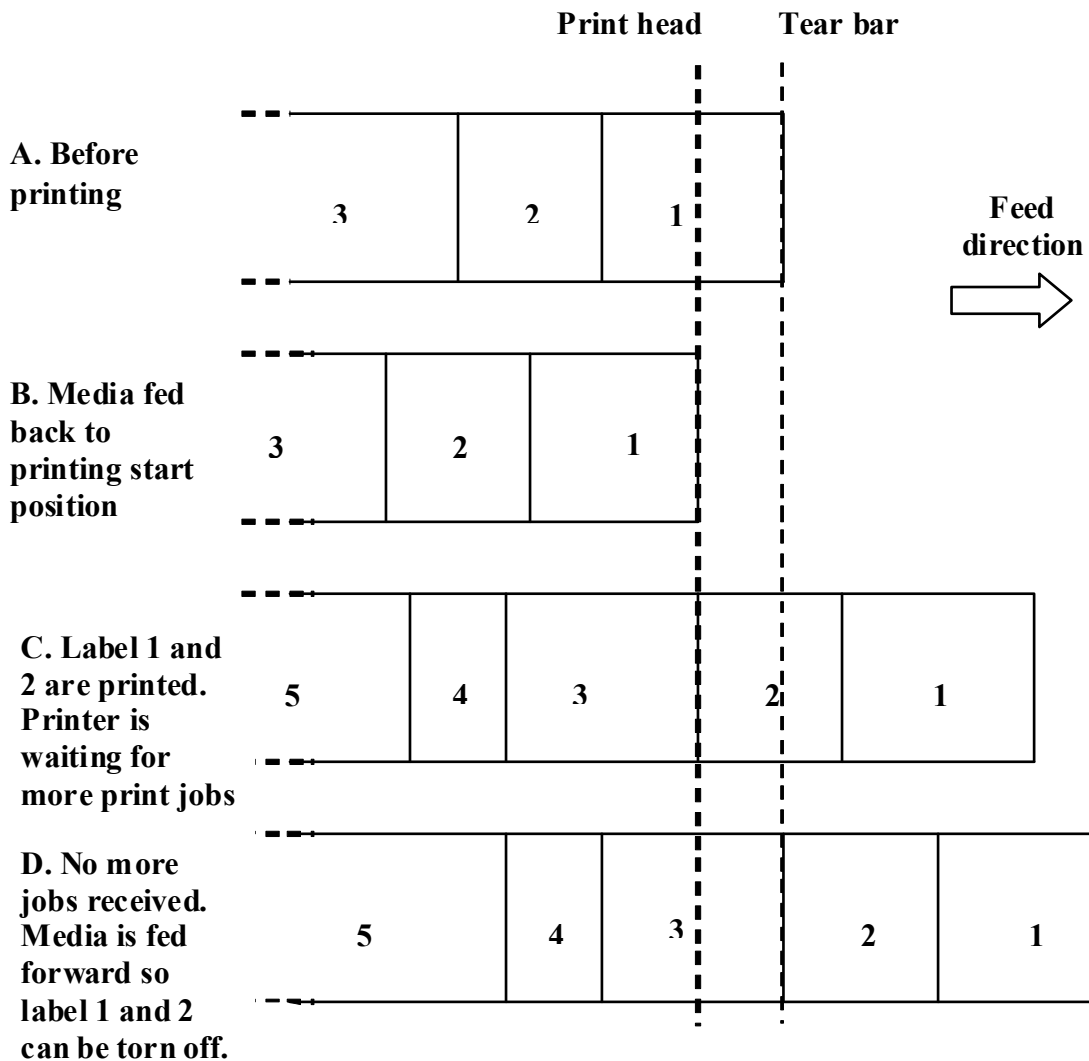 Print head
Tear bar
A. Before
printing
3
2
1
Feed
direction
B. Media fed
back to
printing start
position
3
2
1
C. Label 1 and
2 are printed.
Printer is
waiting for
more print jobs
5
4
3
2
1
D. No more
jobs received.
Media is fed
forward so
label 1 and 2
can be torn off.
5
4
3
2
1